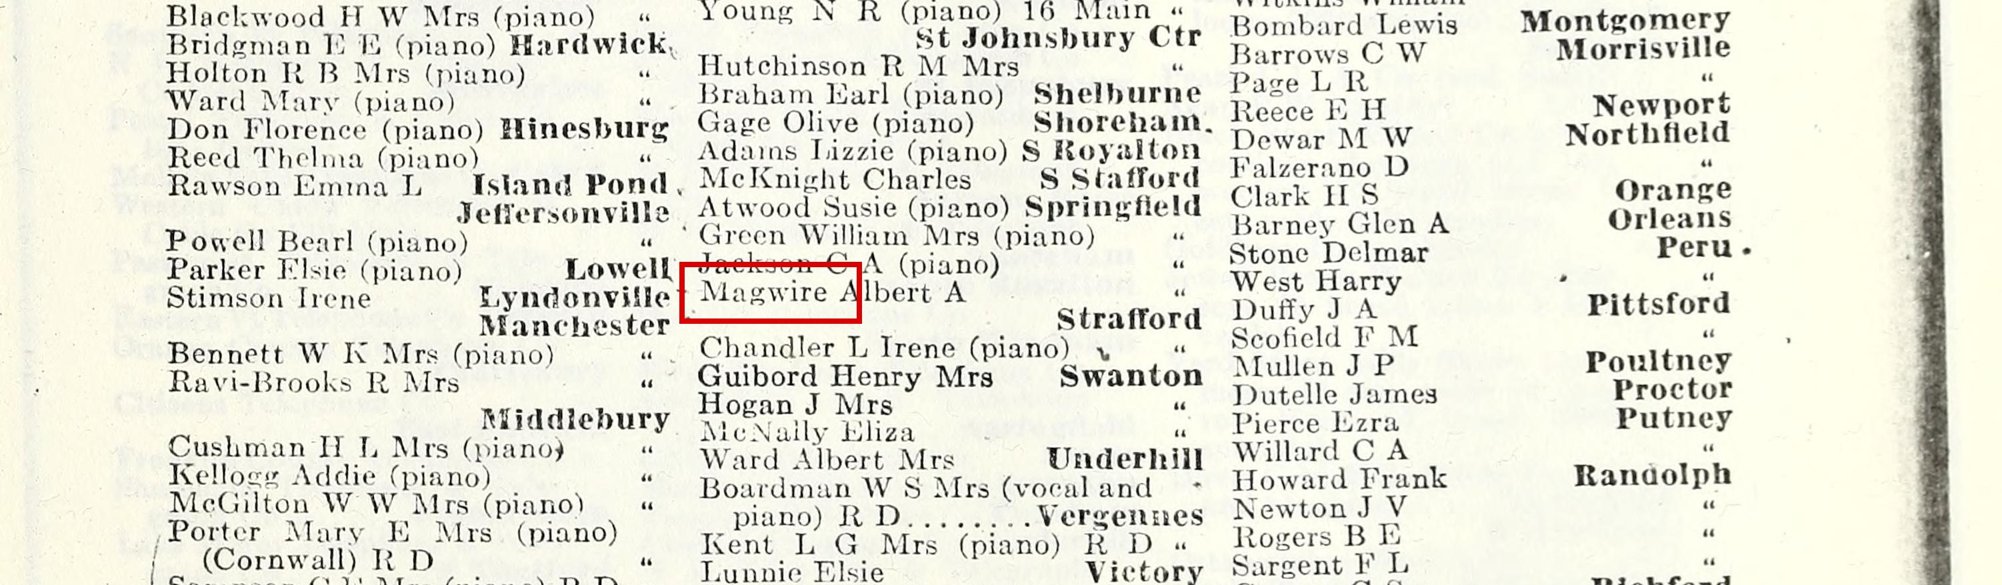 Blackwood H W Mrs (piano) "
Bridgman E E (piano) Hardwick
Holton R B Mrs (piano) "
Ward Mary (piano) "
Don Florence (piano) Hinesburg
Reed Thelma (piano) "
Rawson Emma L Island Pond
Jeffersonville
Powell Bearl (piano) "
Parker Elsie (piano) Lowell
Stimson Irene Lyndonville
Manchester
Bennett W K Mrs (piano) "
Ravi-Brooks R Mrs "
Middlebury
Cushman H L Mrs (piano) "
Kellogg Addie (piano) "
McGilton W W Mrs (piano) "
Porter Mary E Mrs (piano)
(Cornwall) R D "
Young N R (piano) 16 Main "
St Johnsbury Ctr
Hutchinson R M Mrs "
Braham Earl (piano) Shelburne
Gage Olive (piano) Shoreham
Adams Lizzie (piano) S Royalton
McKnight Charles S Stafford
Atwood Susie (piano) Springfield
Green William Mrs (piano) "
Jackson C A (piano) "
Magwire Albert A "
Strafford
Chandler L Irene (piano) "
Guibord Henry Mrs Swanton
Hogan J Mrs "
McNally Eliza "
Ward Albert Mrs Underhill
Boardman W S Mrs (vocal and
piano) R D........Vergennes
Kent L G Mrs (piano) R D "
Lunnie Elsie Victory
Bombard Lewis Montgomery
Barrows C W Morrisville
Page L R "
Reece E H Newport
Dewar M W Northfield
Falzerano D "
Clark H S Orange
Barney Glen A Orleans
Stone Delmar Peru
West Harry "
Duffy J A Pittsford
Scofield F M "
Mullen J P Poultney
Dutelle James Proctor
Pierce Ezra Putney
Willard C A "
Howard Frank Randolph
Newton J V "
Rogers B E "
Sargent F L "